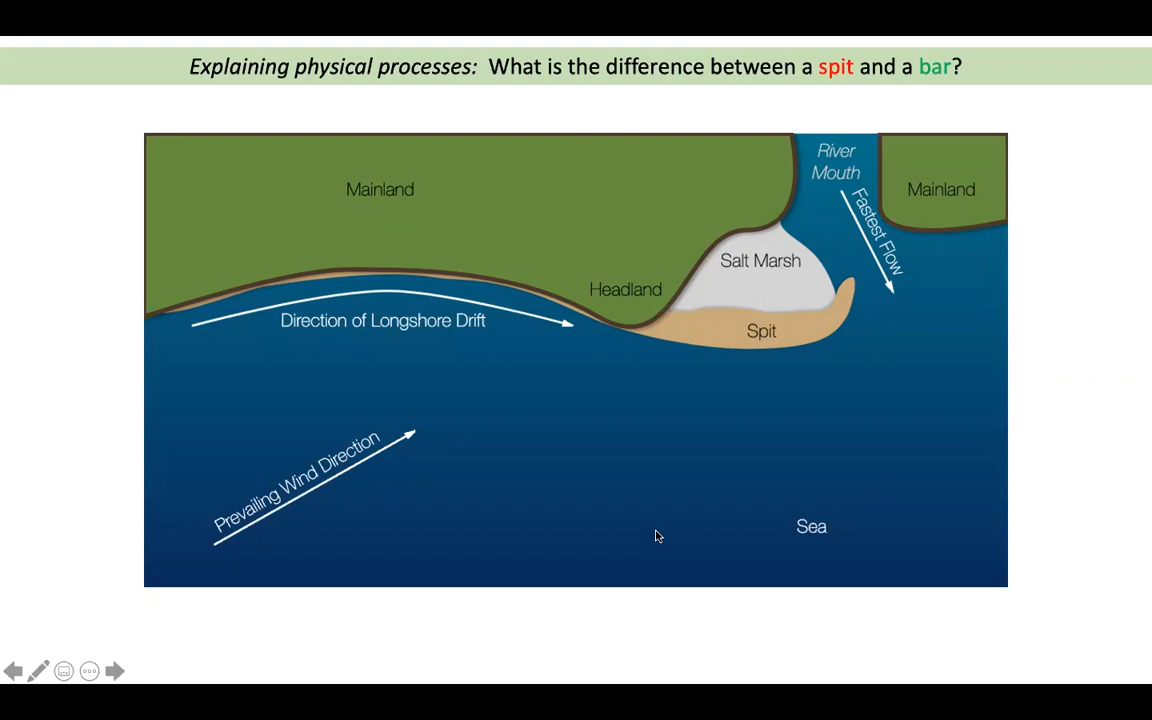 Explaining physical processes: What is the difference between a spit and a bar?
River
Mouth
Mainland
Mainland
Fastest Flow
Salt Marsh
Headland
Direction of Longshore Drift
Spit
Prevailing Wind Direction
Sea